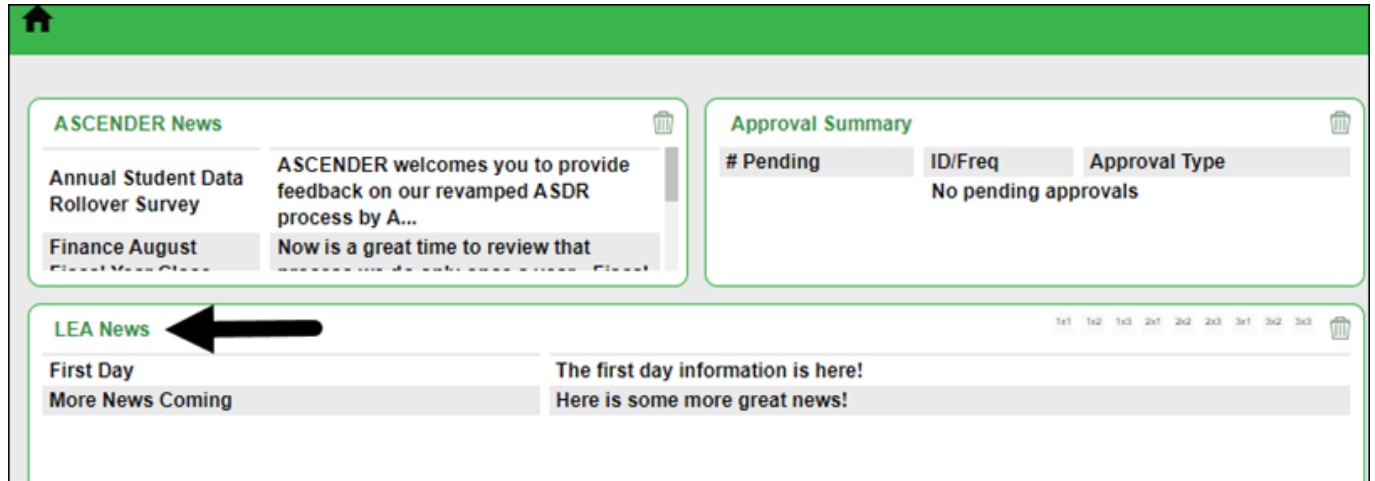 ASCENDER News
Annual Student Data
Rollover Survey
ASCENDER welcomes you to provide
feedback on our revamped ASDR
process by A...
Finance August
Now is a great time to review that
Approval Summary
# Pending ID/Freq Approval Type
No pending approvals
LEA News
1x1 1x2 1x3 2x1 2x2 2x3 3x1 3x2 3x3
First Day The first day information is here!
More News Coming Here is some more great news!